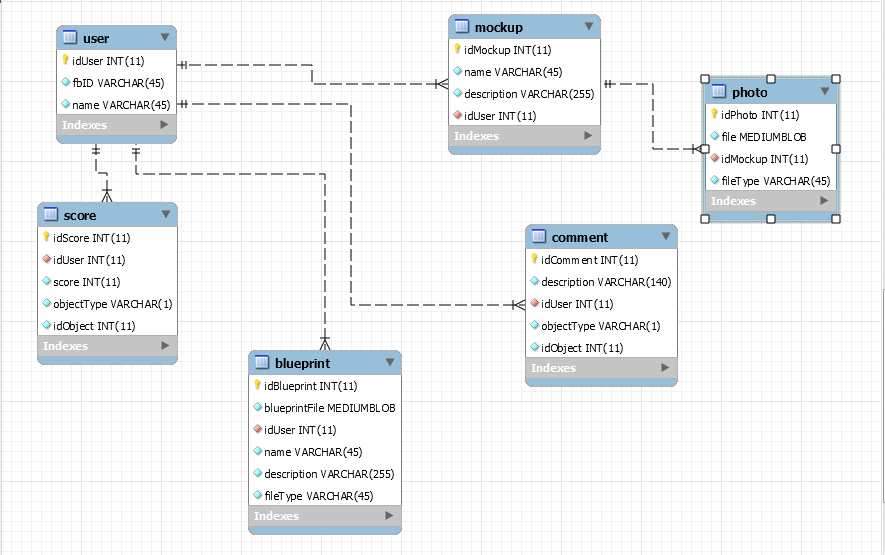 user
idUser INT(11)
fbID VARCHAR(45)
name VARCHAR(45)
Indexes
mockup
idMockup INT(11)
name VARCHAR(45)
description VARCHAR(255)
idUser INT(11)
Indexes
photo
idPhoto INT(11)
file MEDIUMBLOB
idMockup INT(11)
fileType VARCHAR(45)
Indexes
score
idScore INT(11)
idUser INT(11)
score INT(11)
objectType VARCHAR(1)
idObject INT(11)
Indexes
comment
idComment INT(11)
description VARCHAR(140)
idUser INT(11)
objectType VARCHAR(1)
idObject INT(11)
Indexes
blueprint
idBlueprint INT(11)
blueprintFile MEDIUMBLOB
idUser INT(11)
name VARCHAR(45)
description VARCHAR(255)
fileType VARCHAR(45)
Indexes